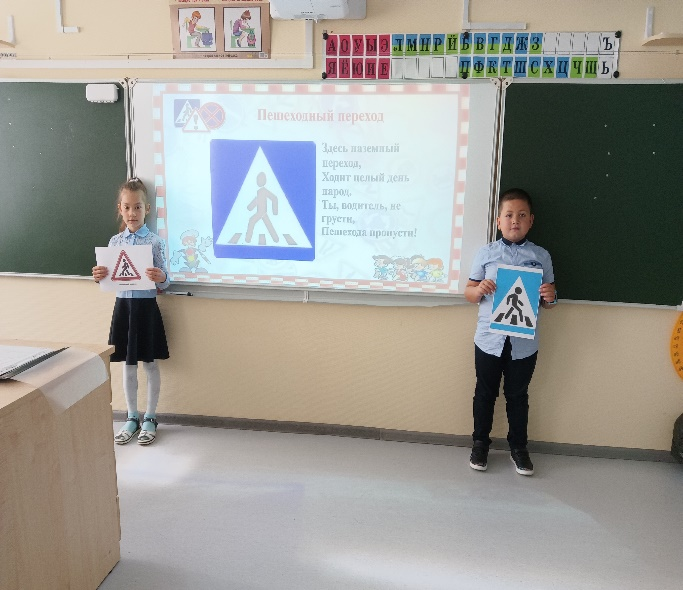 А О У Ы Э Л М Н Р Й Б В Г Д Ж З Ъ
Я Ё Ю И Е П Ф К Т Ш С Х Ц Ч Щ Ь
Пешеходный переход
Здесь наземный
переход,
Ходит целый день
народ.
Ты, водитель, не
грусти,
Пешехода пропусти!